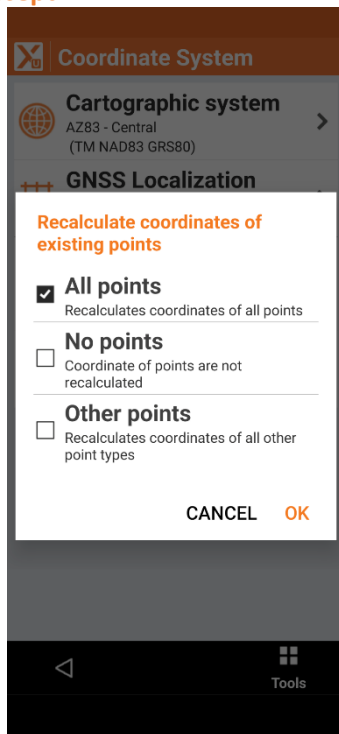 Coordinate System
Cartographic system
AZ83 - Central
(TM NAD83 GRS80)
GNSS Localization
Recalculate coordinates of
existing points
All points
Recalculates coordinates of all points
No points
Coordinate of points are not
recalculated
Other points
Recalculates coordinates of all other
point types
CANCEL OK
Tools